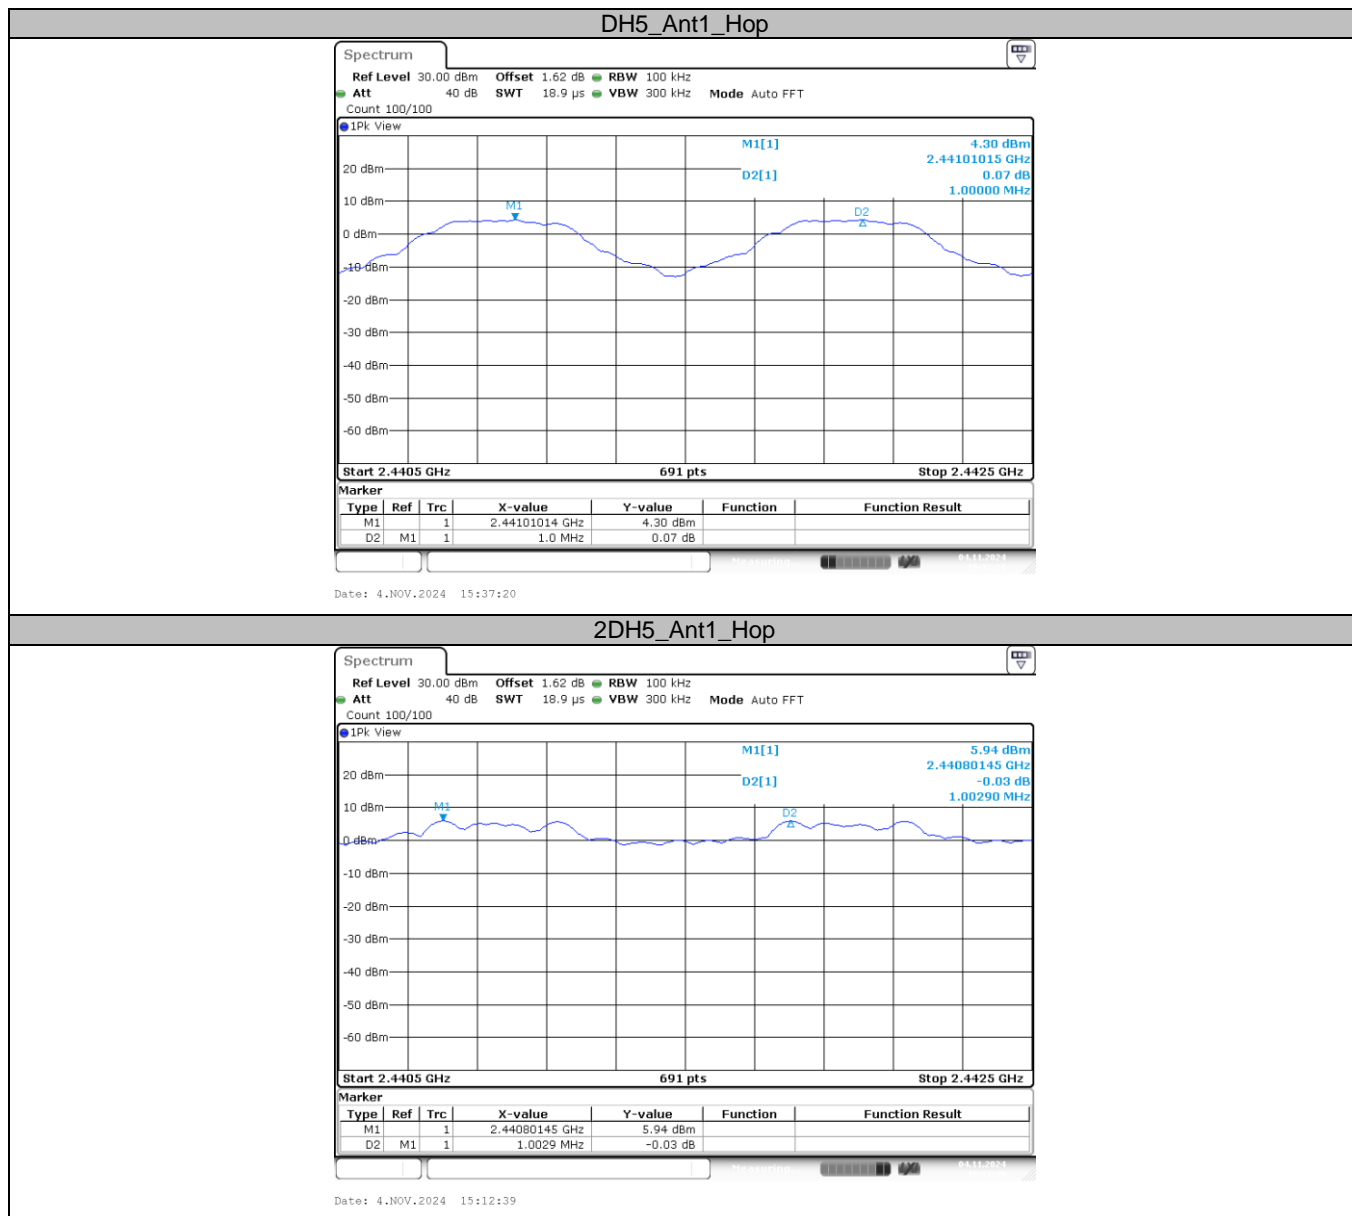 DH5_Ant1_Hop
Spectrum
Ref Level 30.00 dBm Offset 1.62 dB RBW 100 kHz
Att 40 dB SWT 18.9 µs VBW 300 kHz Mode Auto FFT
Count 100/100
1Pk View
M1[1] 4.30 dBm
2.44101015 GHz
D2[1] 0.07 dB
1.00000 MHz
20 dBm
10 dBm
M1
D2
0 dBm
-10 dBm
-20 dBm
-30 dBm
-40 dBm
-50 dBm
-60 dBm
Start 2.4405 GHz 691 pts Stop 2.4425 GHz
Marker
Type Ref Trc X-value Y-value Function Function Result
M1 1 2.44101014 GHz 4.30 dBm
D2 M1 1 1.0 MHz 0.07 dB
Measuring... 04.11.2024
Date: 4.NOV.2024 15:37:20
2DH5_Ant1_Hop
Spectrum
Ref Level 30.00 dBm Offset 1.62 dB RBW 100 kHz
Att 40 dB SWT 18.9 µs VBW 300 kHz Mode Auto FFT
Count 100/100
1Pk View
M1[1] 5.94 dBm
2.44080145 GHz
D2[1] -0.03 dB
1.00290 MHz
20 dBm
10 dBm
M1
D2
0 dBm
-10 dBm
-20 dBm
-30 dBm
-40 dBm
-50 dBm
-60 dBm
Start 2.4405 GHz 691 pts Stop 2.4425 GHz
Marker
Type Ref Trc X-value Y-value Function Function Result
M1 1 2.44080145 GHz 5.94 dBm
D2 M1 1 1.0029 MHz -0.03 dB
Measuring... 04.11.2024
Date: 4.NOV.2024 15:12:39